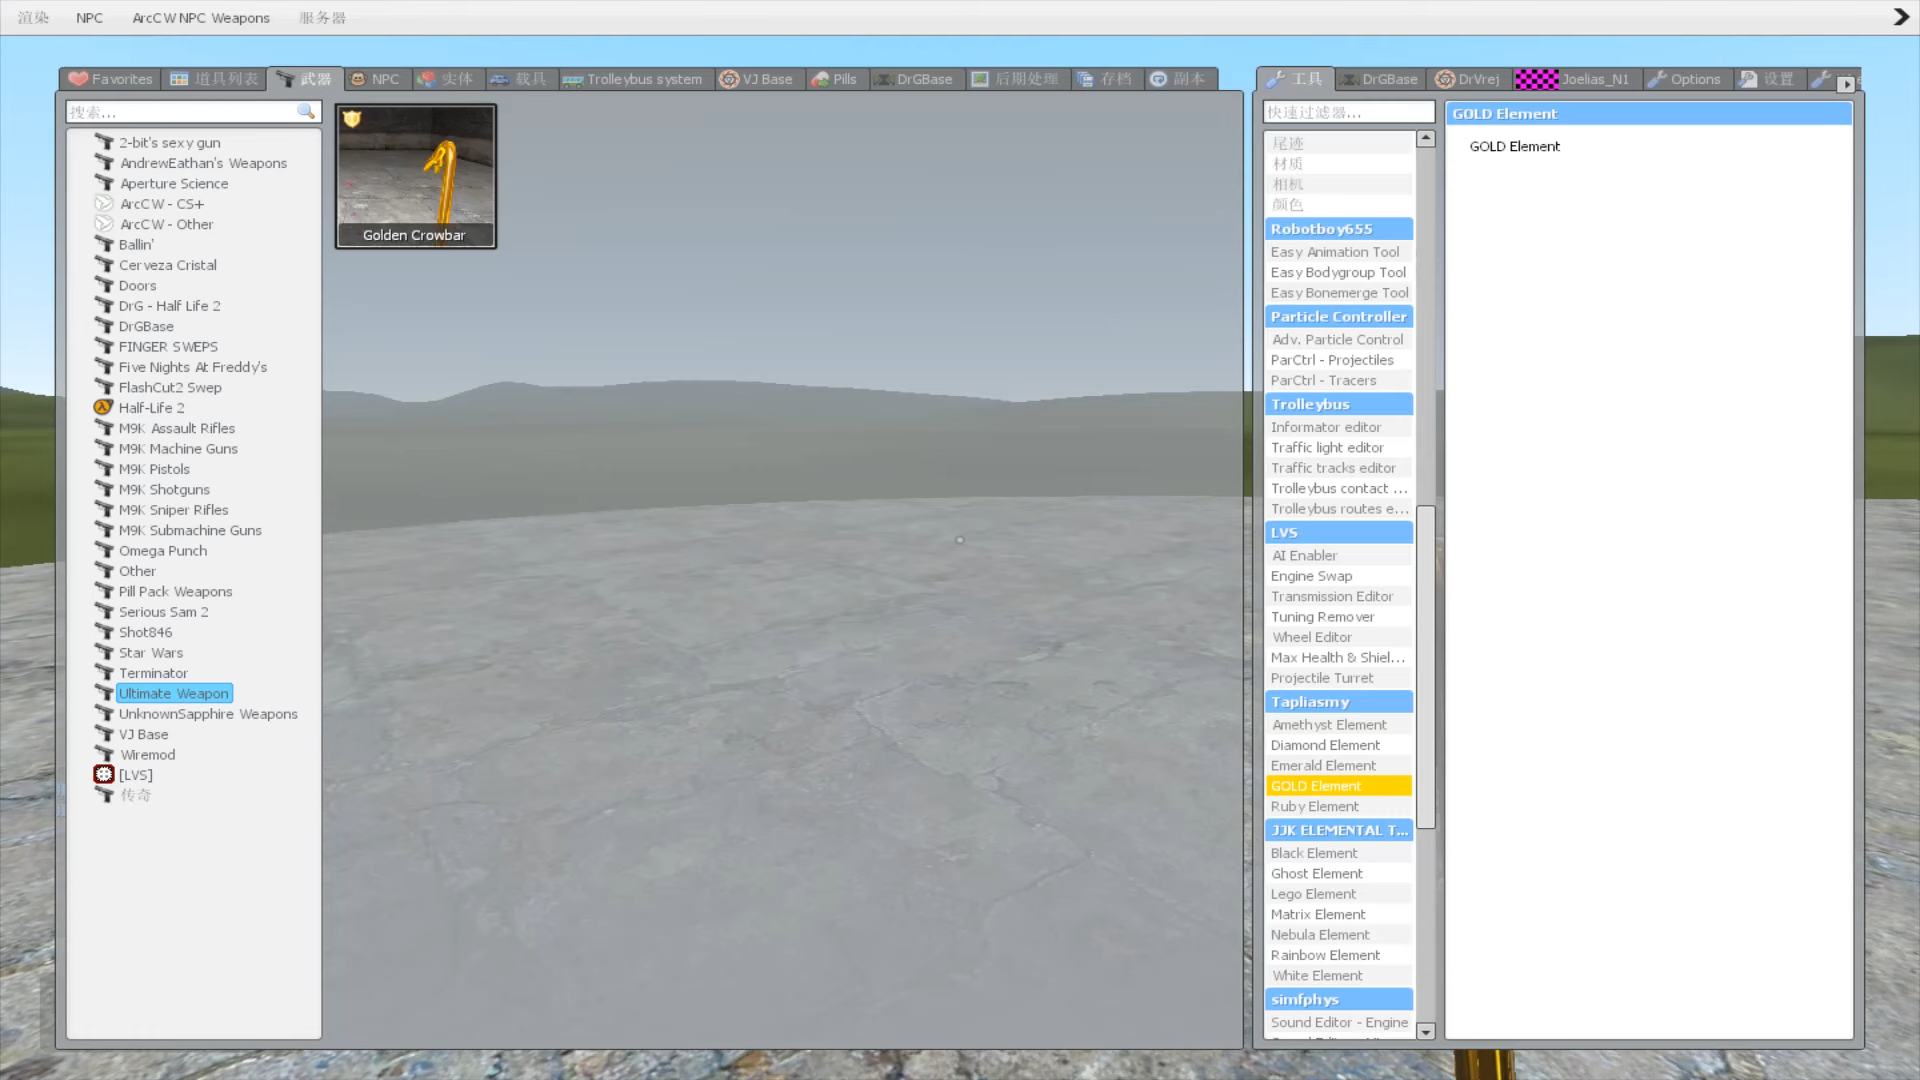 渲染 NPC ArcCW NPC Weapons 服务器
Favorites 道具列表 武器 NPC 实体 载具 Trolleybus system VJ Base Pills DrGBase 后期处理 存档 副本
搜索...
2-bit's sexy gun
AndrewEathan's Weapons
Aperture Science
ArcCW - CS+
ArcCW - Other
Ballin'
Cerveza Cristal
Doors
DrG - Half Life 2
DrGBase
FINGER SWEPS
Five Nights At Freddy's
FlashCut2 Swep
Half-Life 2
M9K Assault Rifles
M9K Machine Guns
M9K Pistols
M9K Shotguns
M9K Sniper Rifles
M9K Submachine Guns
Omega Punch
Other
Pill Pack Weapons
Serious Sam 2
Shot846
Star Wars
Terminator
Ultimate Weapon
UnknownSapphire Weapons
VJ Base
Wiremod
[LVS]
传奇
Golden Crowbar
工具 DrGBase DrVrej Joelias_N1 Options 设置
快速过滤器...
尾迹
材质
相机
颜色
Robotboy655
Easy Animation Tool
Easy Bodygroup Tool
Easy Bonemerge Tool
Particle Controller
Adv. Particle Control
ParCtrl - Projectiles
ParCtrl - Tracers
Trolleybus
Informator editor
Traffic light editor
Traffic tracks editor
Trolleybus contact ...
Trolleybus routes e...
LVS
AI Enabler
Engine Swap
Transmission Editor
Tuning Remover
Wheel Editor
Max Health & Shiel...
Projectile Turret
Tapliasmy
Amethyst Element
Diamond Element
Emerald Element
GOLD Element
Ruby Element
JJK ELEMENTAL T...
Black Element
Ghost Element
Lego Element
Matrix Element
Nebula Element
Rainbow Element
White Element
simfphys
Sound Editor - Engine
GOLD Element
GOLD Element